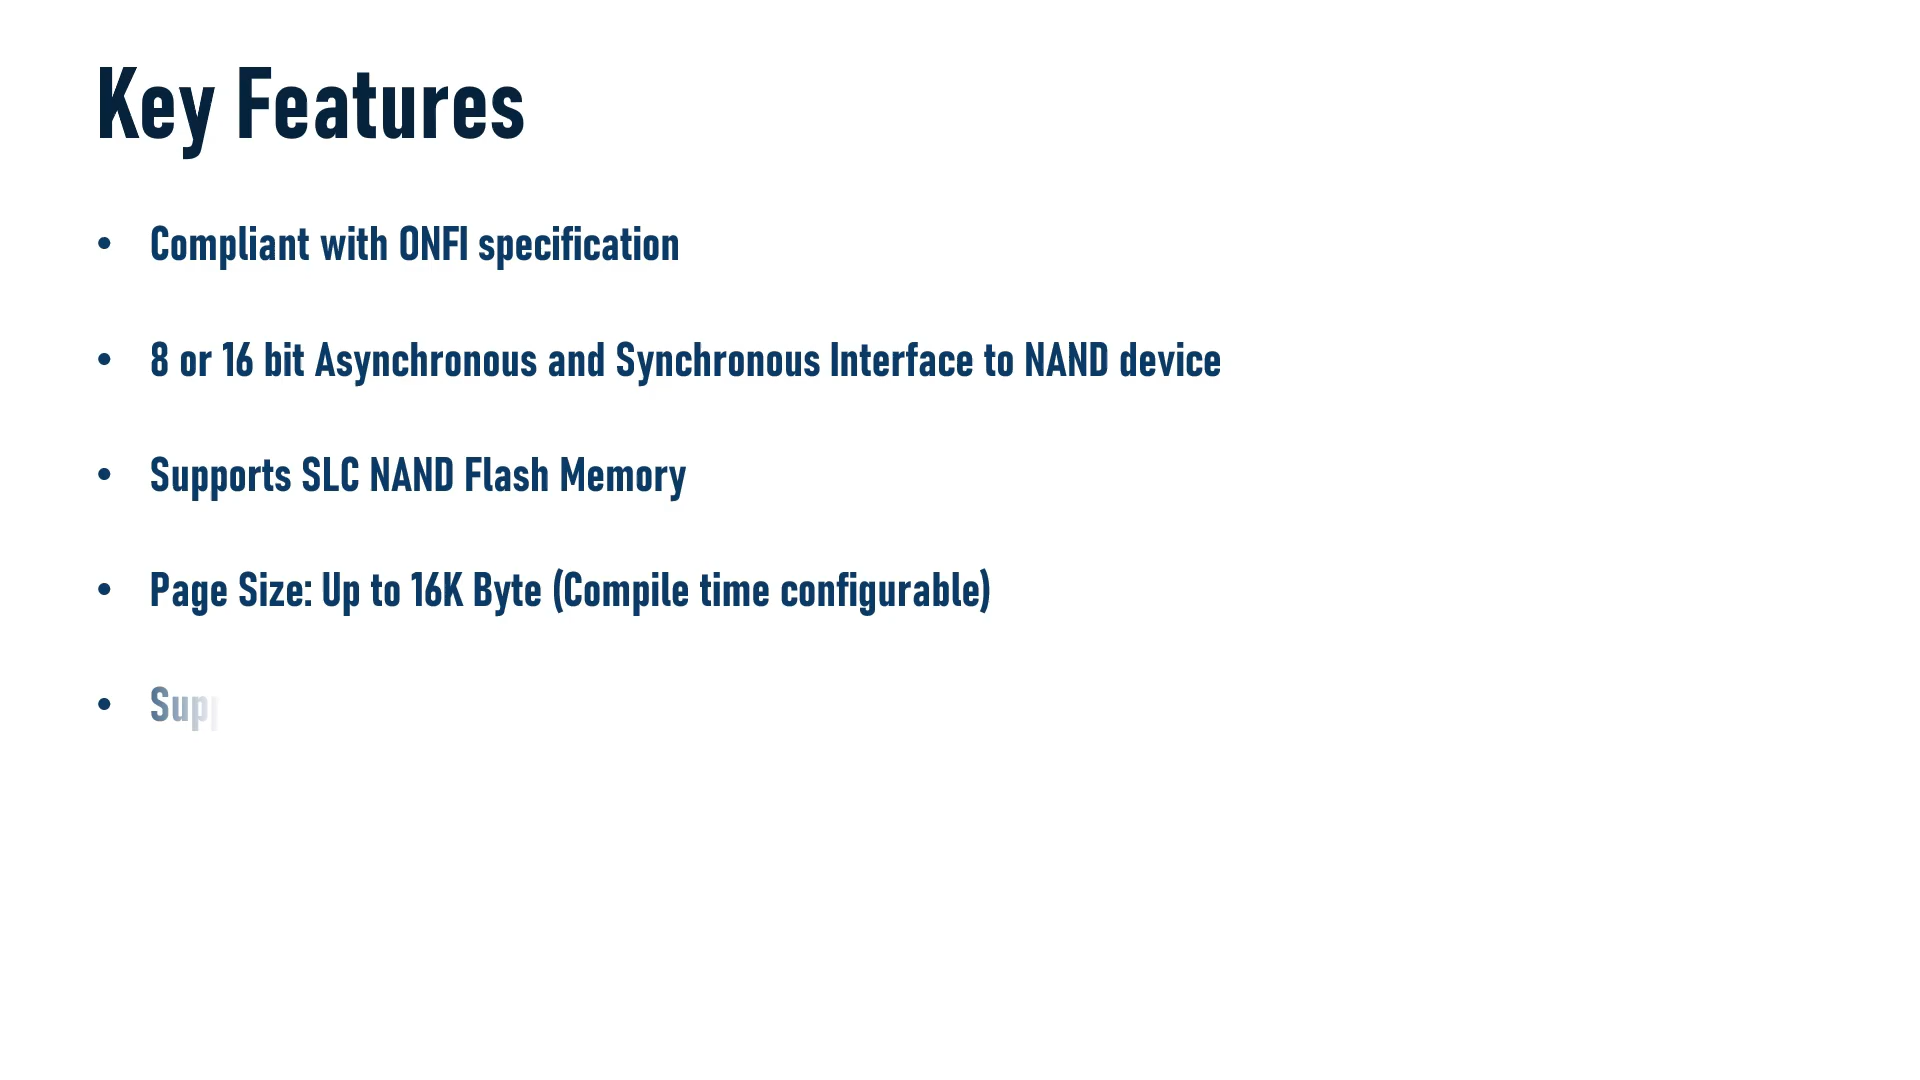 Key Features
• Compliant with ONFI specification
• 8 or 16 bit Asynchronous and Synchronous Interface to NAND device
• Supports SLC NAND Flash Memory
• Page Size: Up to 16K Byte (Compile time configurable)
• Supp